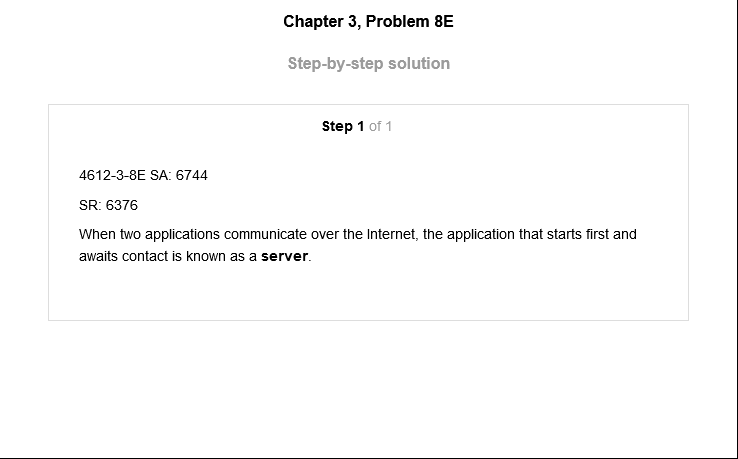 Chapter 3, Problem 8E
Step-by-step solution
Step 1 of 1
4612-3-8E SA: 6744
SR: 6376
When two applications communicate over the Internet, the application that starts first and
awaits contact is known as a server.